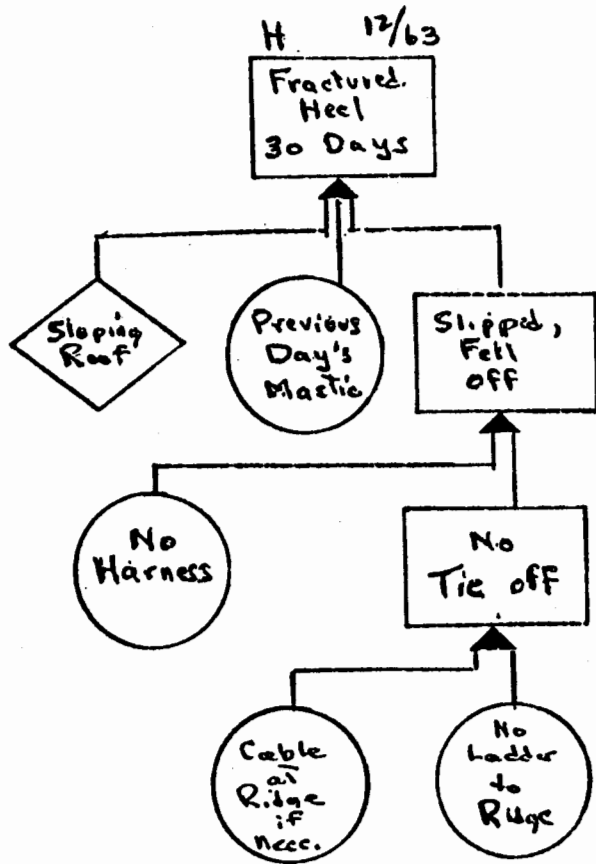 H 12/63
Fractured.
Heel
30 Days
Sloping
Roof
Previous
Day's
Mastic
Slipped,
Fell
off
No
Harness
No
Tie off
Cable
at
Ridge
if
necc.
No
Ladder
to
Ridge